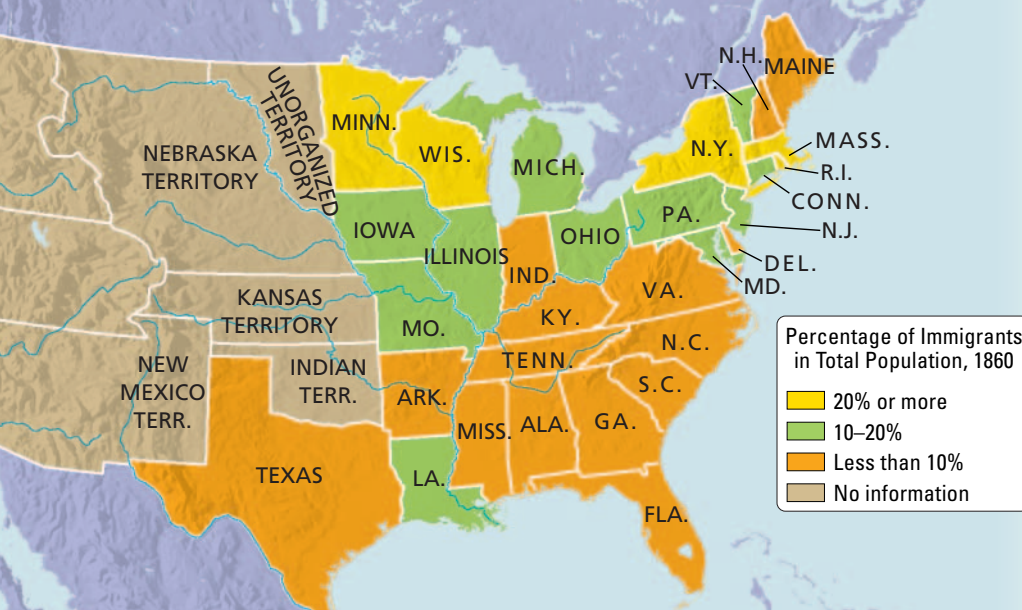 N.H.
MAINE
VT.
UNORGANIZED
TERRITORY
MINN.
WIS.
MICH.
N.Y.
MASS.
R.I.
CONN.
NEBRASKA
TERRITORY
IOWA
ILLINOIS
IND.
OHIO
PA.
N.J.
DEL.
MD.
KANSAS
TERRITORY
MO.
KY.
VA.
NEW
MEXICO
TERR.
INDIAN
TERR.
ARK.
TENN.
N.C.
S.C.
MISS.
ALA.
GA.
TEXAS
LA.
FLA.
Percentage of Immigrants
in Total Population, 1860
20% or more
10–20%
Less than 10%
No information